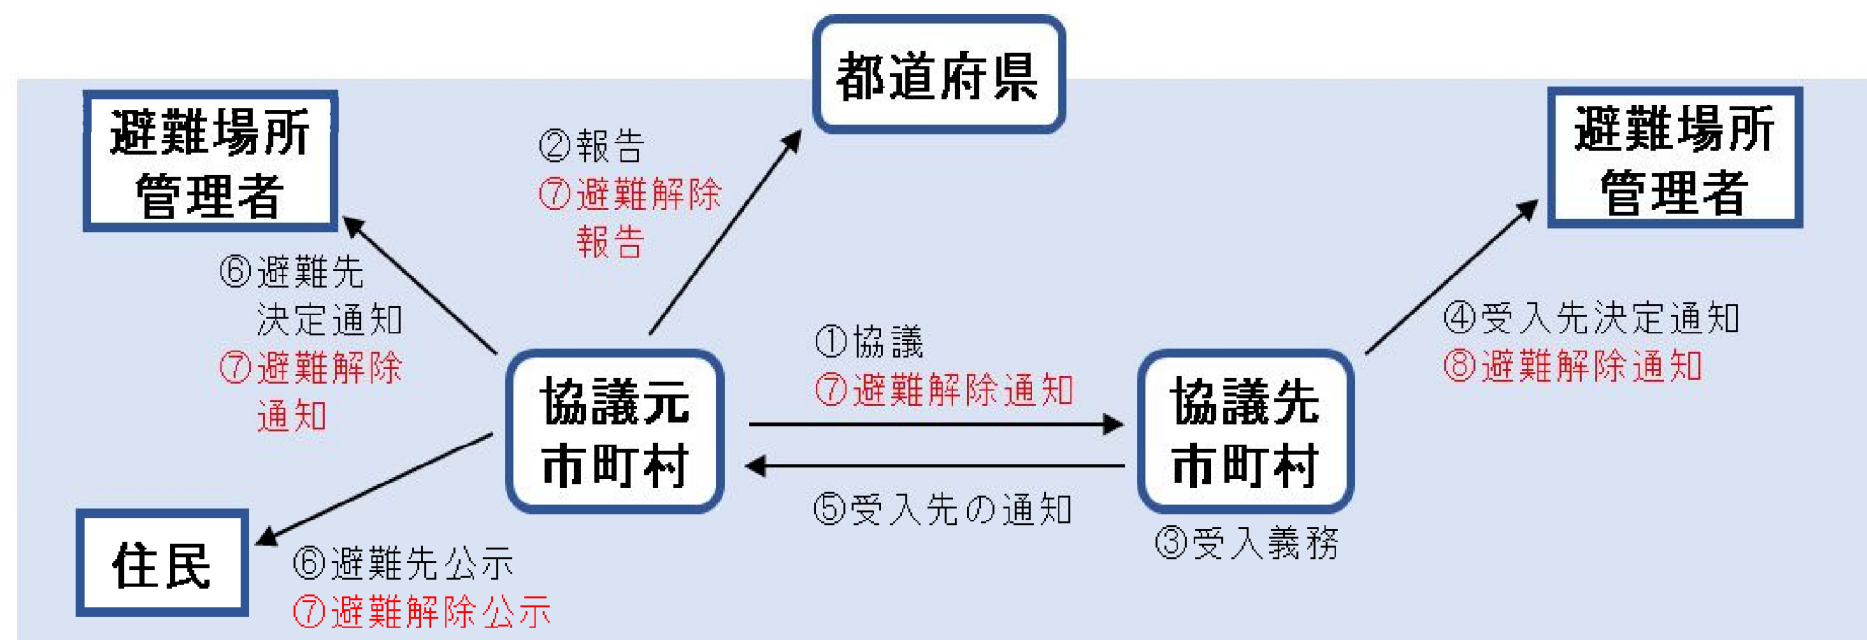 都道府県
避難場所
管理者
②報告
⑦避難解除
報告
避難場所
管理者
⑥避難先
決定通知
⑦避難解除
通知
①協議
⑦避難解除通知
④受入先決定通知
⑧避難解除通知
協議元
市町村
協議先
市町村
⑤受入先の通知
③受入義務
住民
⑥避難先公示
⑦避難解除公示